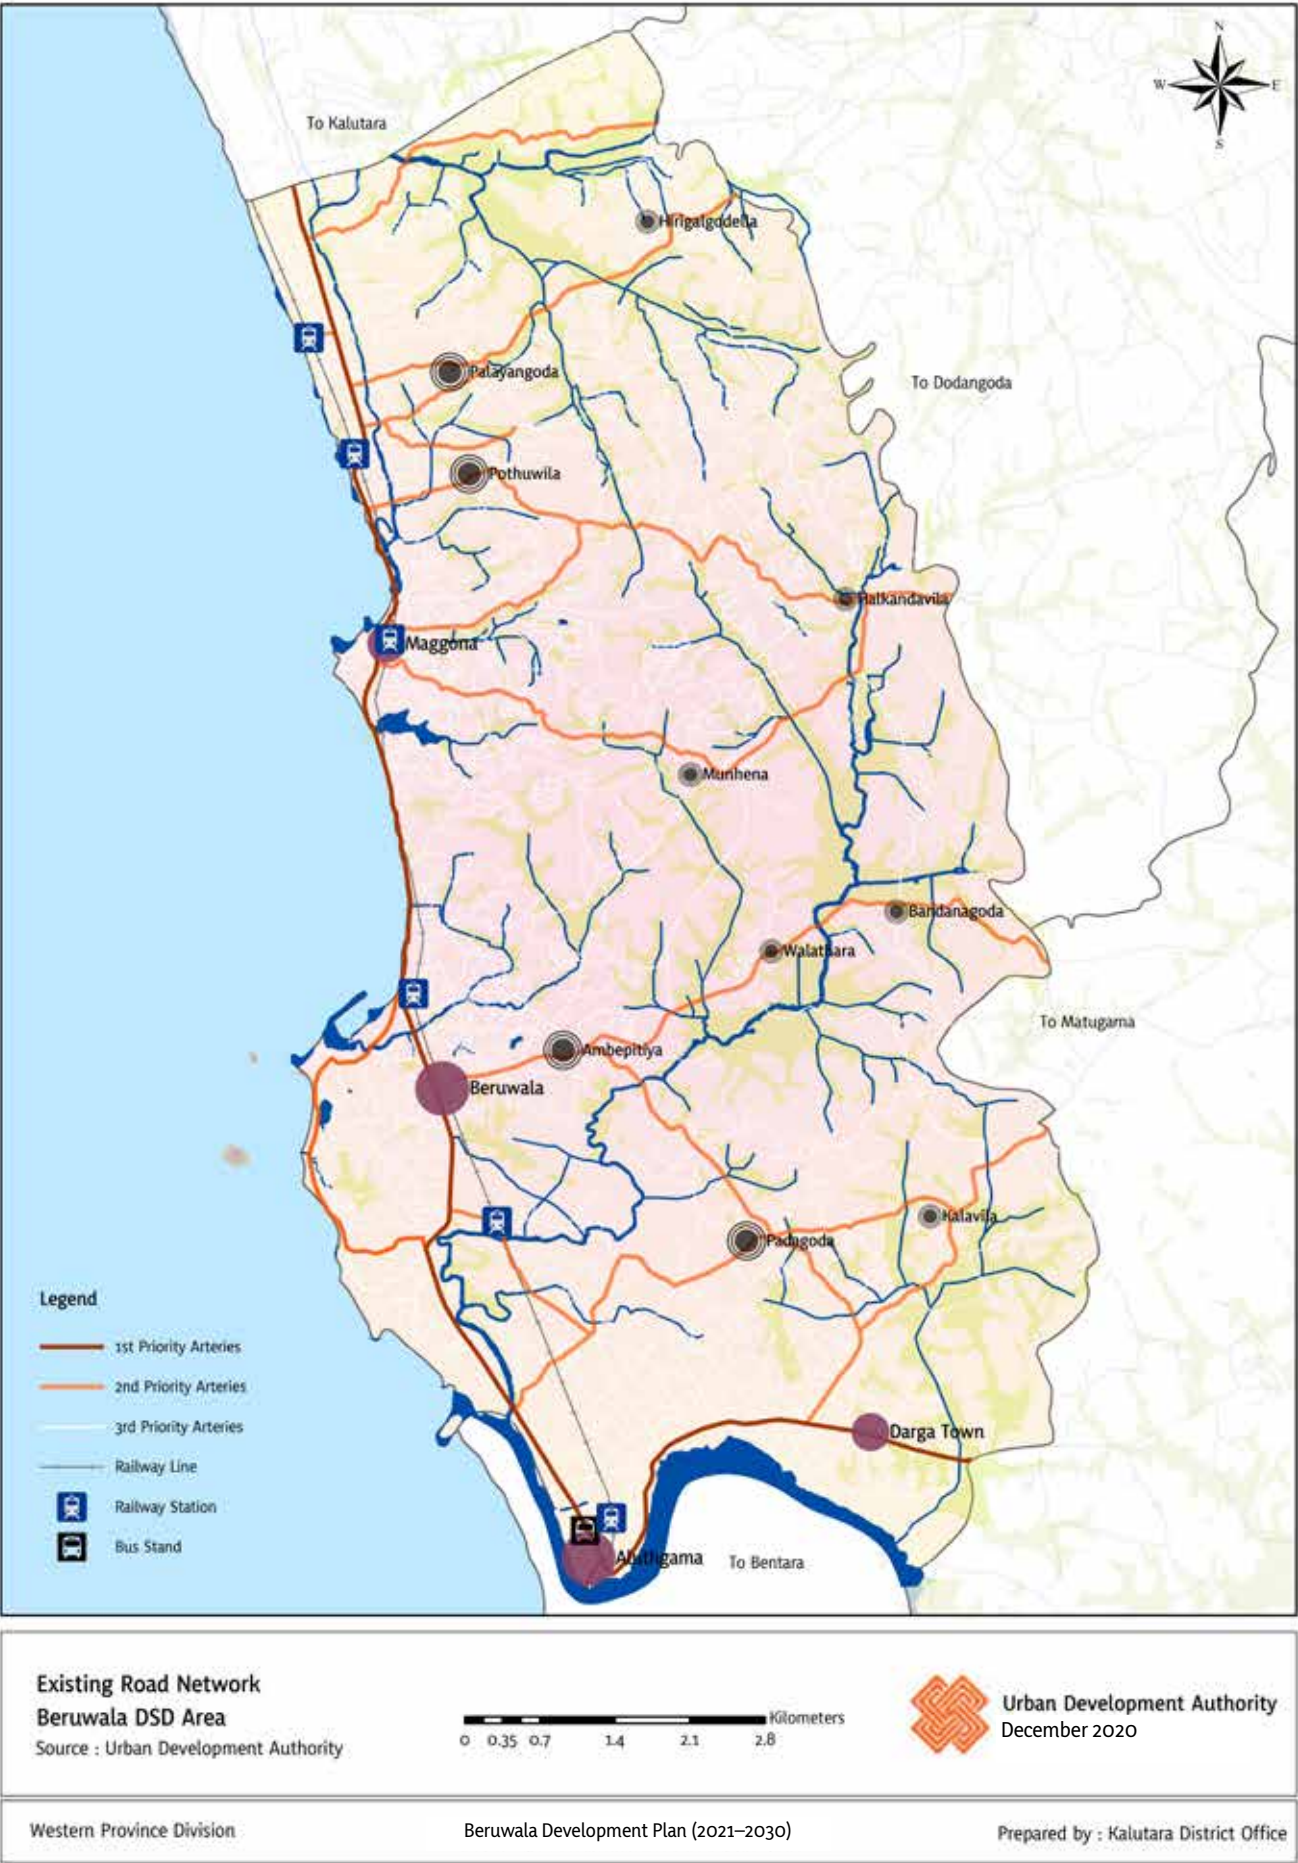 N
W
E
S
To Kalutara
Hirigalgodella
Palayangoda
To Dodangoda
Pothuwila
Halkandavila
Maggona
Munhena
Bandanagoda
Walathara
To Matugama
Ambepitiya
Beruwala
Kalavila
Padagoda
Legend
1st Priority Arteries
2nd Priority Arteries
3rd Priority Arteries
Railway Line
Railway Station
Bus Stand
Darga Town
Aluthgama
To Bentara
Existing Road Network
Beruwala DSD Area
Source : Urban Development Authority
Kilometers
0 0.35 0.7 1.4 2.1 2.8
Urban Development Authority
December 2020
Western Province Division
Beruwala Development Plan (2021–2030)
Prepared by : Kalutara District Office